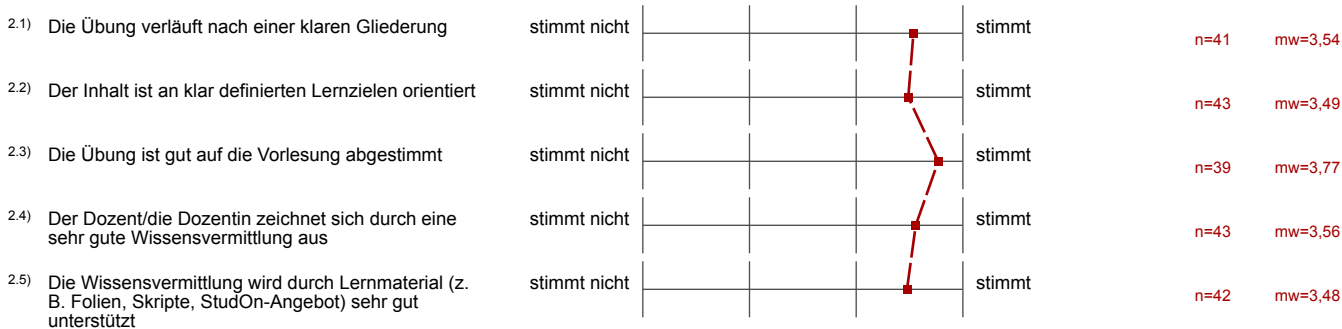 2.1) Die Übung verläuft nach einer klaren Gliederung stimmt nicht stimmt n=41 mw=3,54
2.2) Der Inhalt ist an klar definierten Lernzielen orientiert stimmt nicht stimmt n=43 mw=3,49
2.3) Die Übung ist gut auf die Vorlesung abgestimmt stimmt nicht stimmt n=39 mw=3,77
2.4) Der Dozent/die Dozentin zeichnet sich durch eine stimmt nicht stimmt n=43 mw=3,56
sehr gute Wissensvermittlung aus
2.5) Die Wissensvermittlung wird durch Lernmaterial (z. stimmt nicht stimmt n=42 mw=3,48
B. Folien, Skripte, StudOn-Angebot) sehr gut
unterstützt